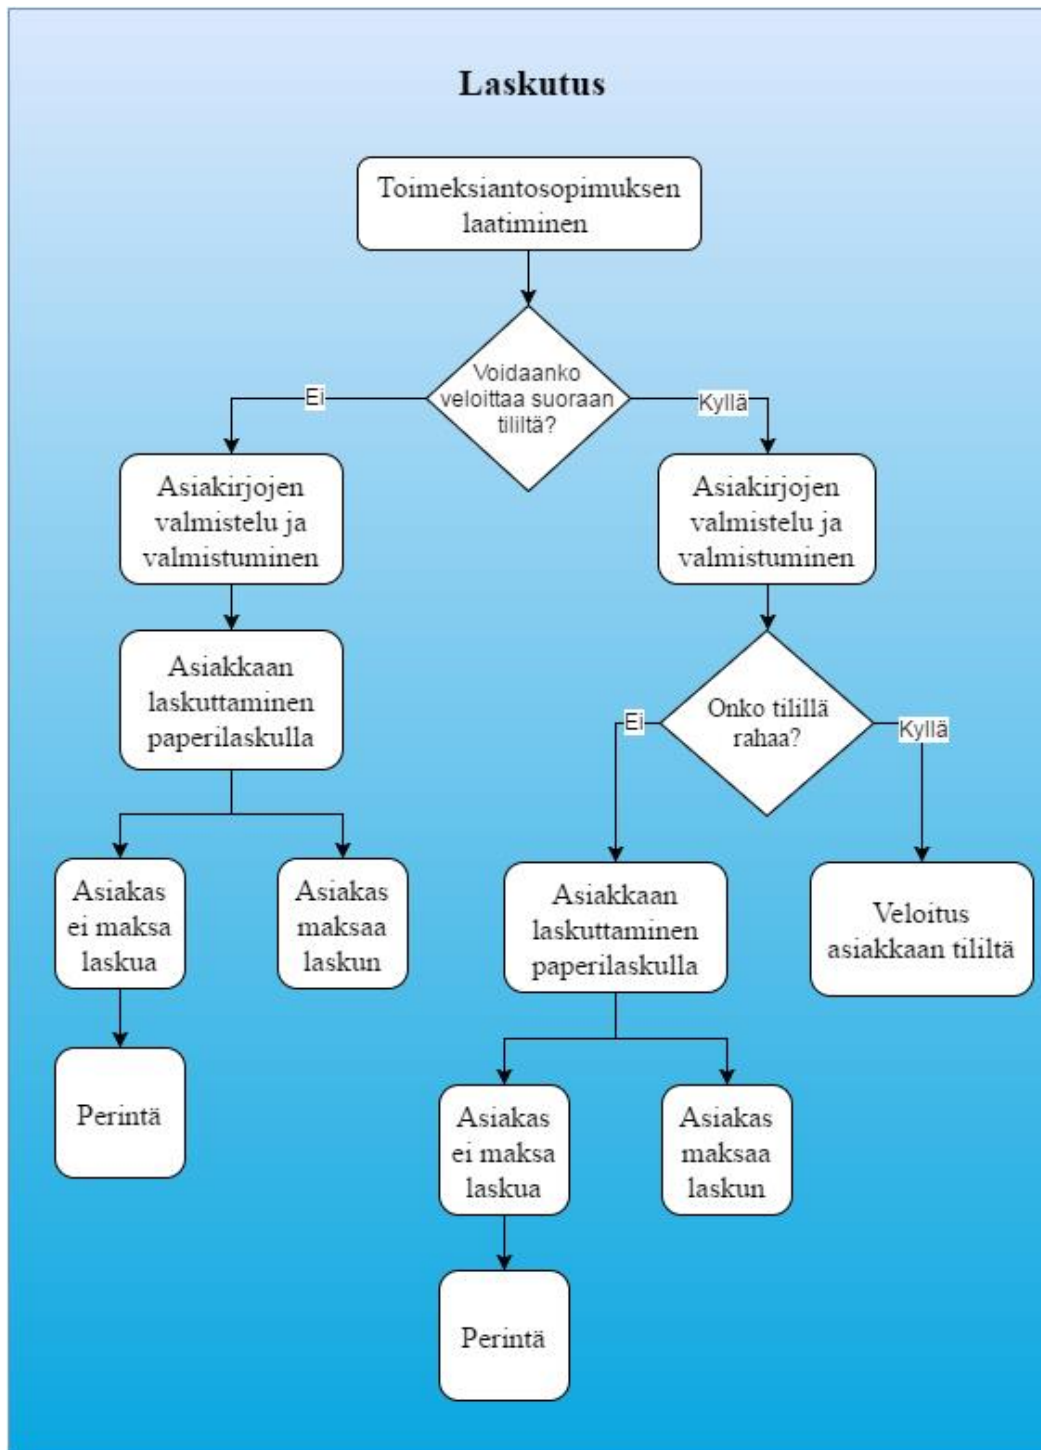 Laskutus
Toimeksiantosopimuksen
laatiminen
Voidaanko
veloittaa suoraan
tililtä?
Ei
Kyllä
Asiakirjojen
valmistelu ja
valmistuminen
Asiakirjojen
valmistelu ja
valmistuminen
Asiakkaan
laskuttaminen
paperilaskulla
Onko tilillä
rahaa?
Ei
Kyllä
Asiakas
ei maksa
laskua
Asiakas
maksaa
laskun
Asiakkaan
laskuttaminen
paperilaskulla
Veloitus
asiakkaan tililtä
Perintä
Asiakas
ei maksa
laskua
Asiakas
maksaa
laskun
Perintä